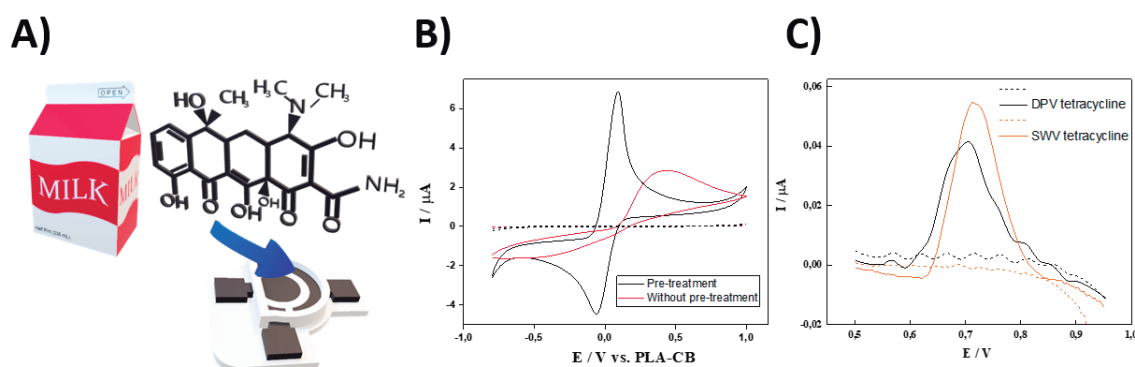 A)
B)
C)
OPEN
MILK
MILK
HO
CH₃
H₃C
CH₃
N
OH
NH₂
OH
O
OH
OH
O
O
6
4
2
0
-2
-4
I / µA
-1,0
-0,5
0,0
0,5
1,0
E / V vs. PLA-CB
Pre-treatment
Without pre-treatment
0,06
0,04
0,02
0,00
-0,02
I / µA
0,5
0,6
0,7
0,8
0,9
1,0
E / V
DPV tetracycline
SWV tetracycline